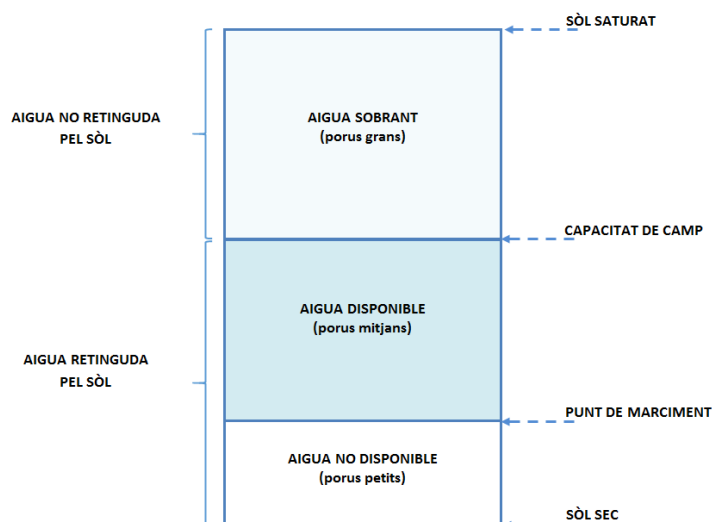 SÒL SATURAT
AIGUA NO RETINGUDA
PEL SÒL
AIGUA SOBRANT
(porus grans)
CAPACITAT DE CAMP
AIGUA DISPONIBLE
(porus mitjans)
AIGUA RETINGUDA
PEL SÒL
PUNT DE MARCIMENT
AIGUA NO DISPONIBLE
(porus petits)
SÒL SEC